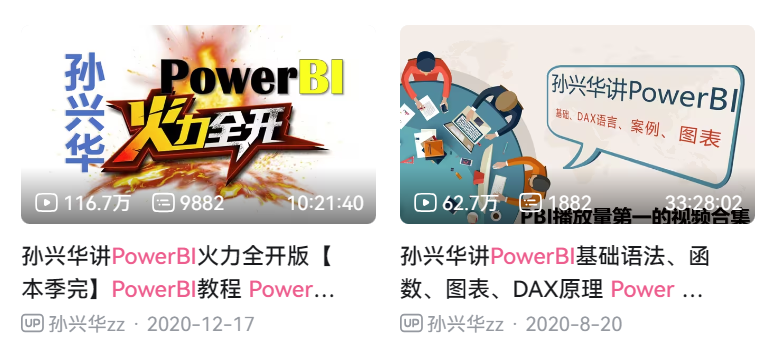 孙兴华
PowerBI
火力全开
116.7万 9882 10:21:40
孙兴华讲PowerBI火力全开版【
本季完】PowerBI教程 Power...
UP 孙兴华zz · 2020-12-17
孙兴华讲PowerBI
基础、DAX语言、案例、图表
PBI播放量第一的视频合集
62.7万 1882 33:28:02
孙兴华讲PowerBI基础语法、函
数、图表、DAX原理 Power ...
UP 孙兴华zz · 2020-8-20